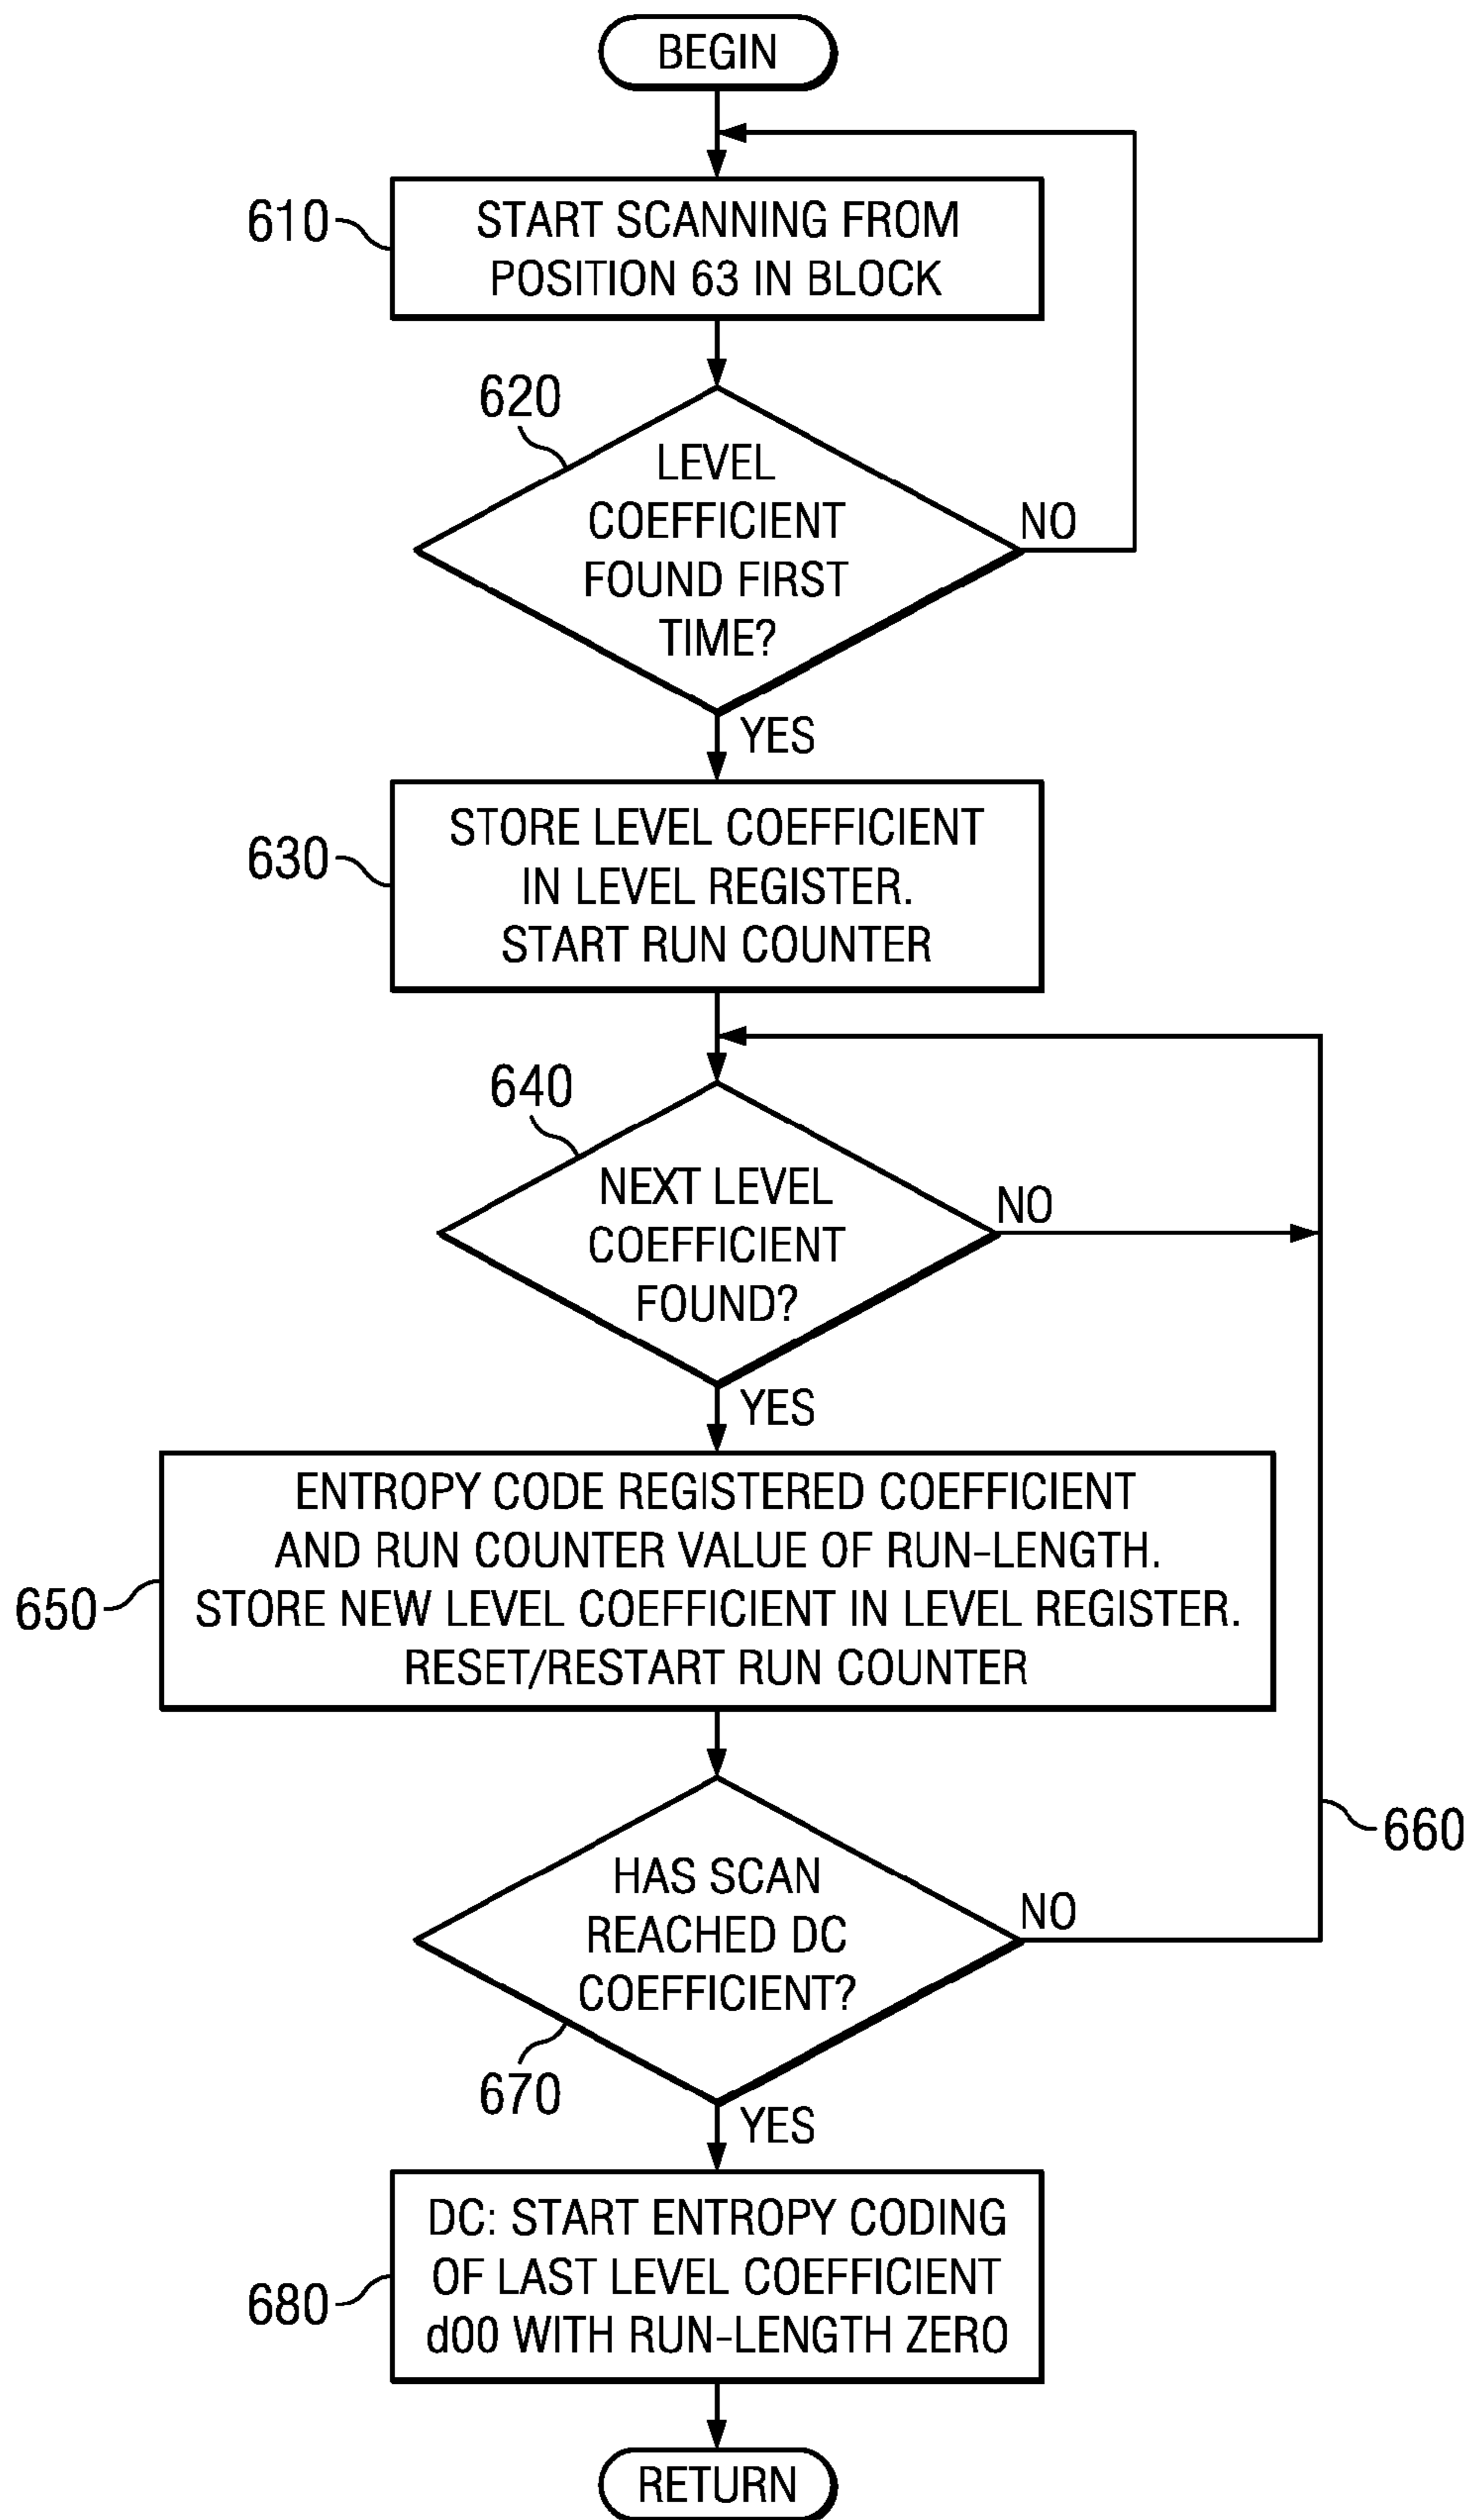 BEGIN
610
START SCANNING FROM
POSITION 63 IN BLOCK
620
LEVEL
COEFFICIENT
FOUND FIRST
TIME?
NO
YES
630
STORE LEVEL COEFFICIENT
IN LEVEL REGISTER.
START RUN COUNTER
640
NEXT LEVEL
COEFFICIENT
FOUND?
NO
YES
650
ENTROPY CODE REGISTERED COEFFICIENT
AND RUN COUNTER VALUE OF RUN-LENGTH.
STORE NEW LEVEL COEFFICIENT IN LEVEL REGISTER.
RESET/RESTART RUN COUNTER
660
HAS SCAN
REACHED DC
COEFFICIENT?
NO
670
YES
680
DC: START ENTROPY CODING
OF LAST LEVEL COEFFICIENT
d00 WITH RUN-LENGTH ZERO
RETURN